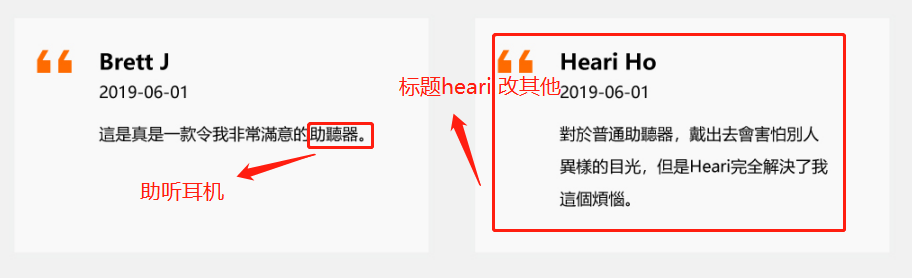 Brett J
2019-06-01
這是真是一款令我非常滿意的助聽器。
助听耳机
标题heari 改其他
Heari Ho
2019-06-01
對於普通助聽器，戴出去會害怕別人
異樣的目光，但是Heari完全解決了我
這個煩惱。